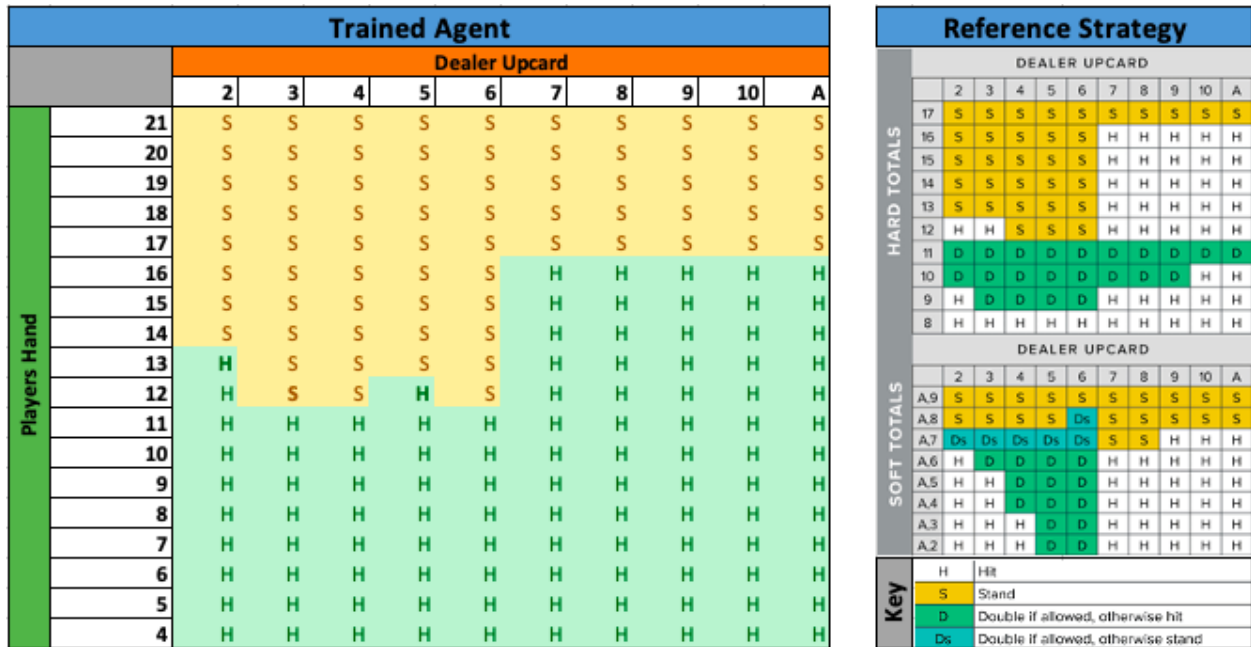 Trained Agent
Dealer Upcard
2 3 4 5 6 7 8 9 10 A
Players Hand
21 S S S S S S S S S S
20 S S S S S S S S S S
19 S S S S S S S S S S
18 S S S S S S S S S S
17 S S S S S S S S S S
16 S S S S S H H H H H
15 S S S S S H H H H H
14 S S S S S H H H H H
13 H S S S S H H H H H
12 H S S H S H H H H H
11 H H H H H H H H H H
10 H H H H H H H H H H
9 H H H H H H H H H H
8 H H H H H H H H H H
7 H H H H H H H H H H
6 H H H H H H H H H H
5 H H H H H H H H H H
4 H H H H H H H H H H
Reference Strategy
DEALER UPCARD
2 3 4 5 6 7 8 9 10 A
HARD TOTALS
17 S S S S S S S S S S
16 S S S S S H H H H H
15 S S S S S H H H H H
14 S S S S S H H H H H
13 S S S S S H H H H H
12 H H S S S H H H H H
11 D D D D D D D D D D
10 D D D D D D D D H H
9 H D D D D H H H H H
8 H H H H H H H H H H
DEALER UPCARD
2 3 4 5 6 7 8 9 10 A
SOFT TOTALS
A,9 S S S S S S S S S S
A,8 S S S S Ds S S S S S
A,7 Ds Ds Ds Ds Ds S S H H H
A,6 H D D D D H H H H H
A,5 H H D D D H H H H H
A,4 H H D D D H H H H H
A,3 H H H D D H H H H H
A,2 H H H D D H H H H H
Key
H Hit
S Stand
D Double if allowed, otherwise hit
Ds Double if allowed, otherwise stand